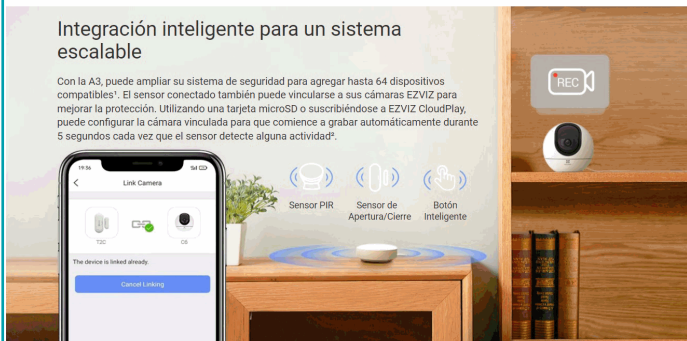 Integración inteligente para un sistema
escalable
Con la A3, puede ampliar su sistema de seguridad para agregar hasta 64 dispositivos
compatibles¹. El sensor conectado también puede vincularse a sus cámaras EZVIZ para
mejorar la protección. Utilizando una tarjeta microSD o suscribiéndose a EZVIZ CloudPlay,
puede configurar la cámara vinculada para que comience a grabar automáticamente durante
5 segundos cada vez que el sensor detecte alguna actividad².
REC
19:36
Link Camera
Sensor PIR
Sensor de
Apertura/Cierre
Botón
Inteligente
T2C
C6
The device is linked already.
Cancel Linking